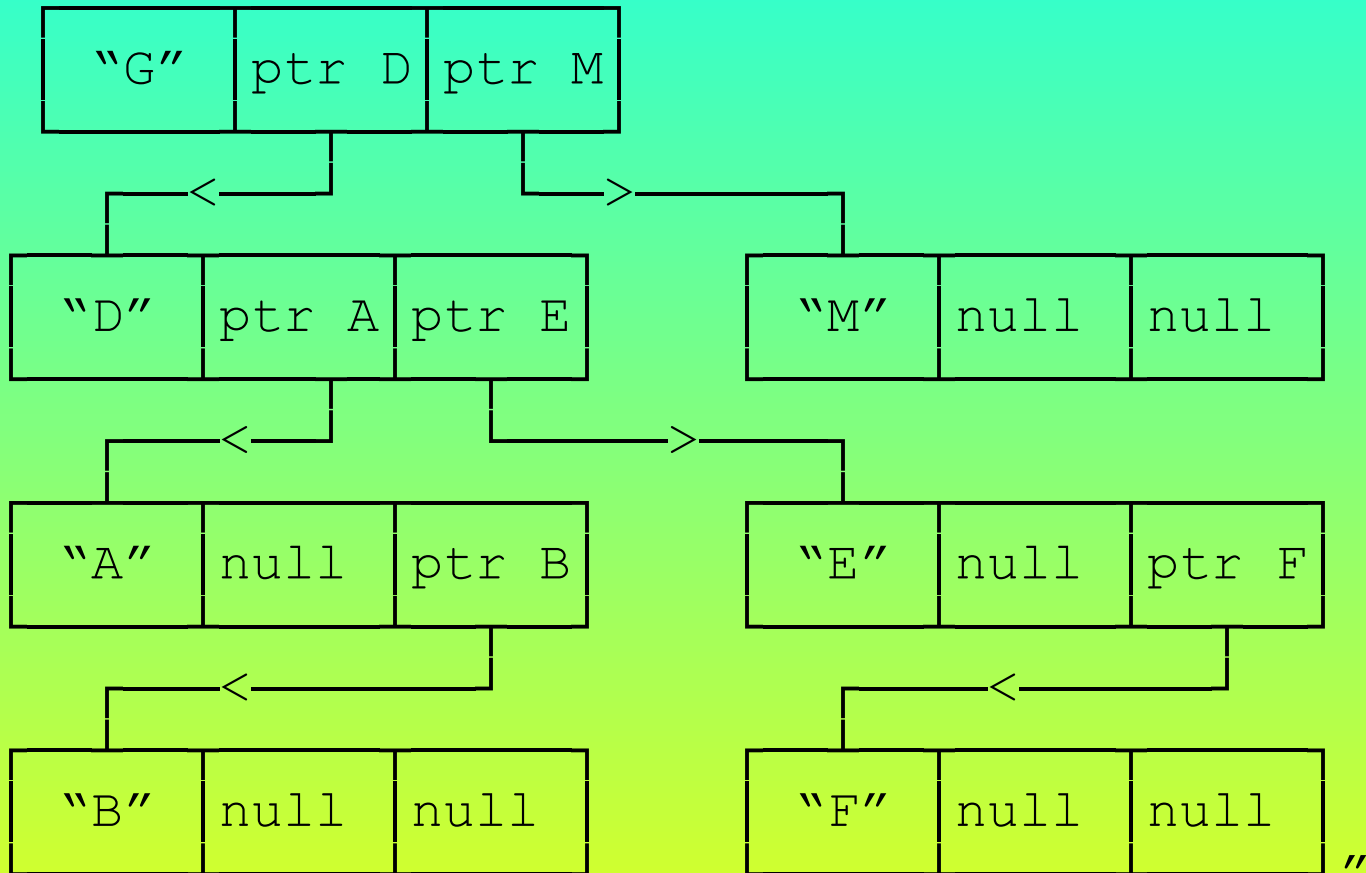 “G” ptr D ptr M
< >
“D” ptr A ptr E “M” null null
< >
“A” null ptr B “E” null ptr F
< <
“B” null null “F” null null ”